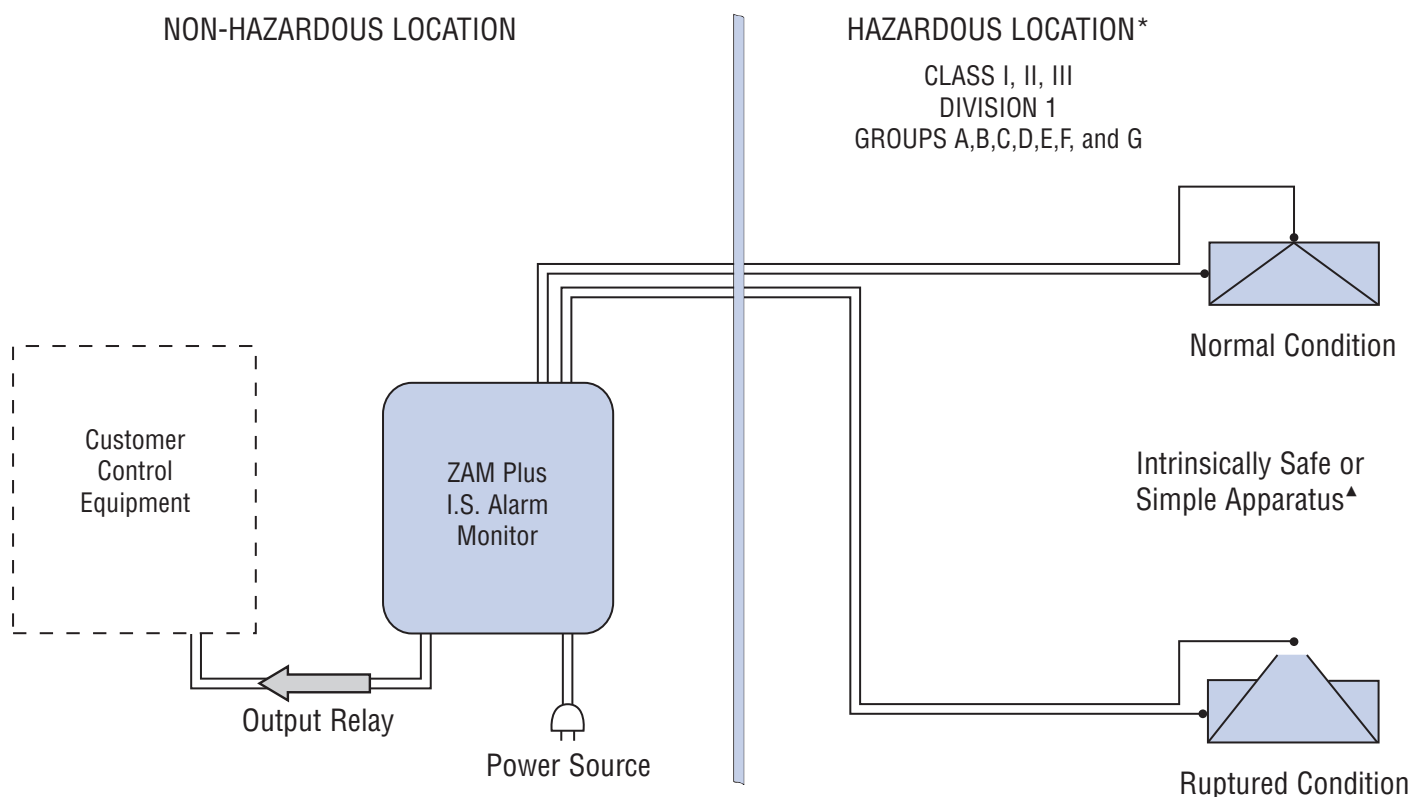 NON-HAZARDOUS LOCATION
HAZARDOUS LOCATION*
CLASS I, II, III
DIVISION 1
GROUPS A,B,C,D,E,F, and G
Normal Condition
Customer
Control
Equipment
ZAM Plus
I.S. Alarm
Monitor
Intrinsically Safe or
Simple Apparatus▲
Output Relay
Power Source
Ruptured Condition